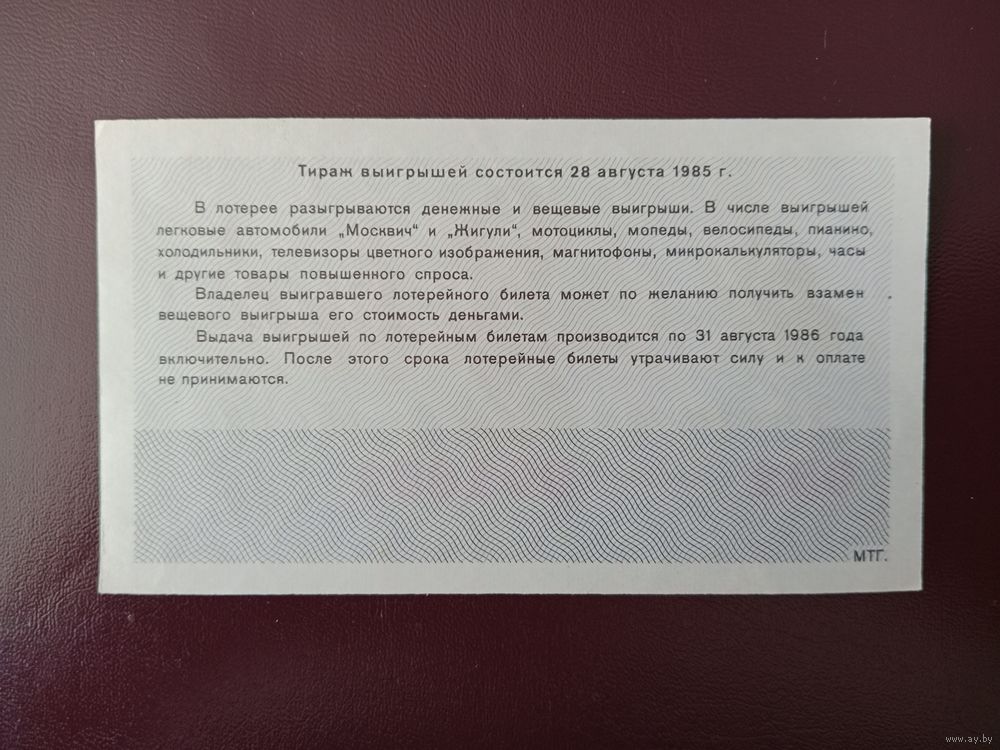 Тираж выигрышей состоится 28 августа 1985 г.
В лотерее разыгрываются денежные и вещевые выигрыши. В числе выигрышей
легковые автомобили „Москвич“ и „Жигули“, мотоциклы, мопеды, велосипеды, пианино,
холодильники, телевизоры цветного изображения, магнитофоны, микрокалькуляторы, часы
и другие товары повышенного спроса.
Владелец выигравшего лотерейного билета может по желанию получить взамен
вещевого выигрыша его стоимость деньгами.
Выдача выигрышей по лотерейным билетам производится по 31 августа 1986 года
включительно. После этого срока лотерейные билеты утрачивают силу и к оплате
не принимаются.
МТГ.
www.ay.by